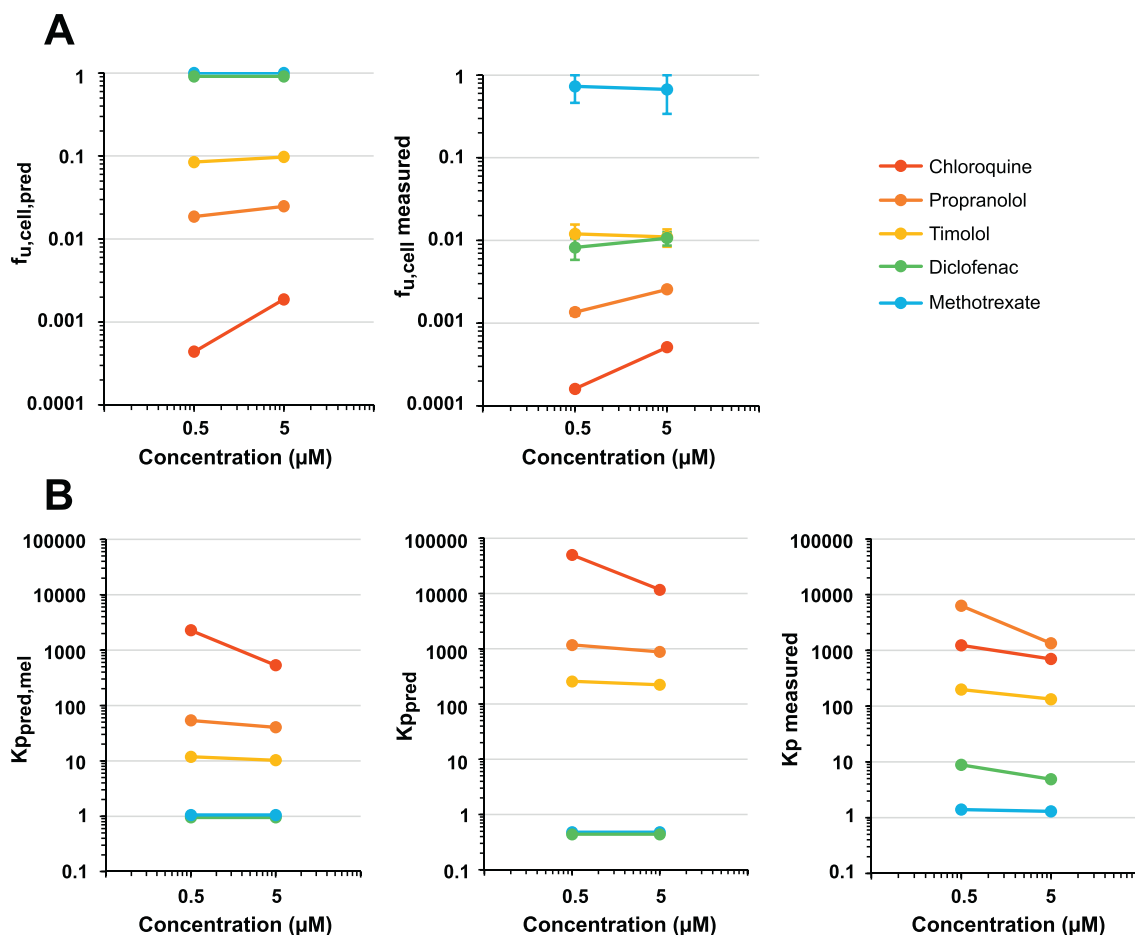 A
1
0.1
0.01
0.001
0.0001
fu,cell,pred
0.5 5
Concentration (µM)
1
0.1
0.01
0.001
0.0001
fu,cell measured
0.5 5
Concentration (µM)
Chloroquine
Propranolol
Timolol
Diclofenac
Methotrexate
B
100000
10000
1000
100
10
1
0.1
Kppred,mel
0.5 5
Concentration (µM)
100000
10000
1000
100
10
1
0.1
Kppred
0.5 5
Concentration (µM)
100000
10000
1000
100
10
1
0.1
Kp measured
0.5 5
Concentration (µM)